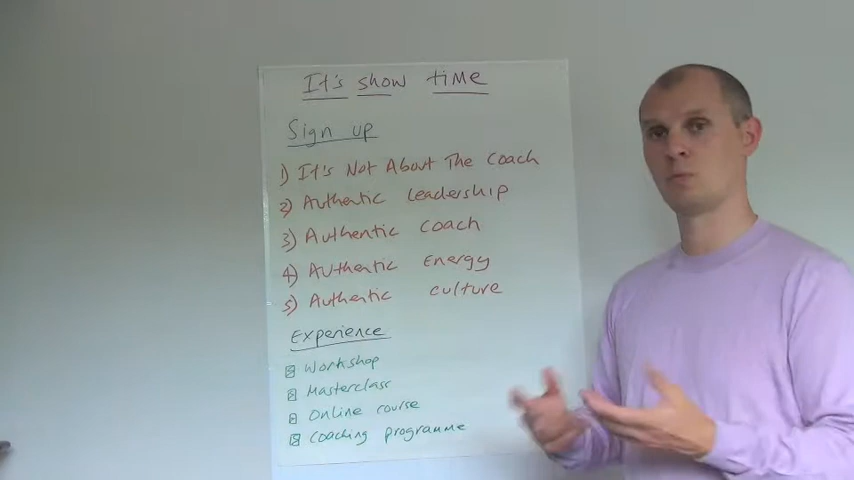 It's show time
Sign up
1) It's Not About The Coach
2) Authentic Leadership
3) Authentic Coach
4) Authentic Energy
5) Authentic culture
Experience
Workshop
Masterclass
Online course
Coaching programme